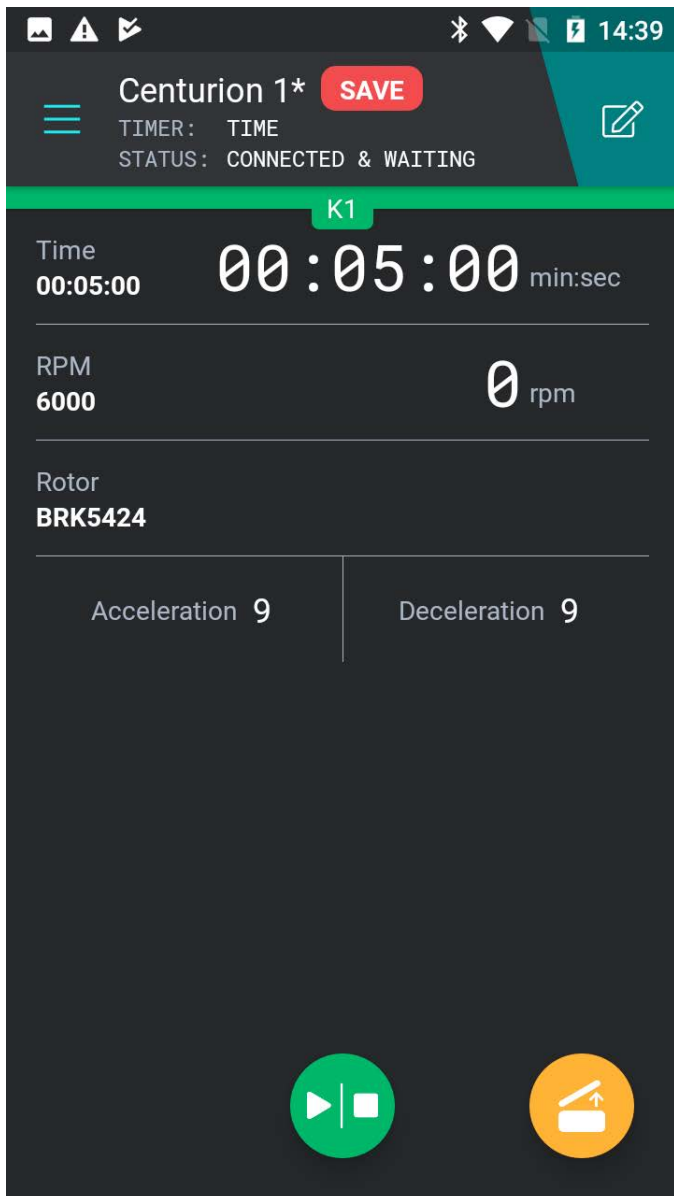 14:39
Centurion 1* SAVE
TIMER: TIME
STATUS: CONNECTED & WAITING
K1
Time
00:05:00
00:05:00 min:sec
RPM
6000
0 rpm
Rotor
BRK5424
Acceleration 9
Deceleration 9